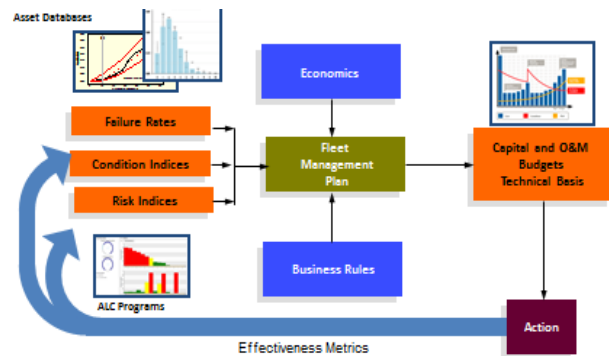 Asset Databases
Economics
Failure Rates
Condition Indices
Risk Indices
Fleet
Management
Plan
Capital and O&M
Budgets
Technical Basis
Business Rules
ALC Programs
Action
Effectiveness Metrics